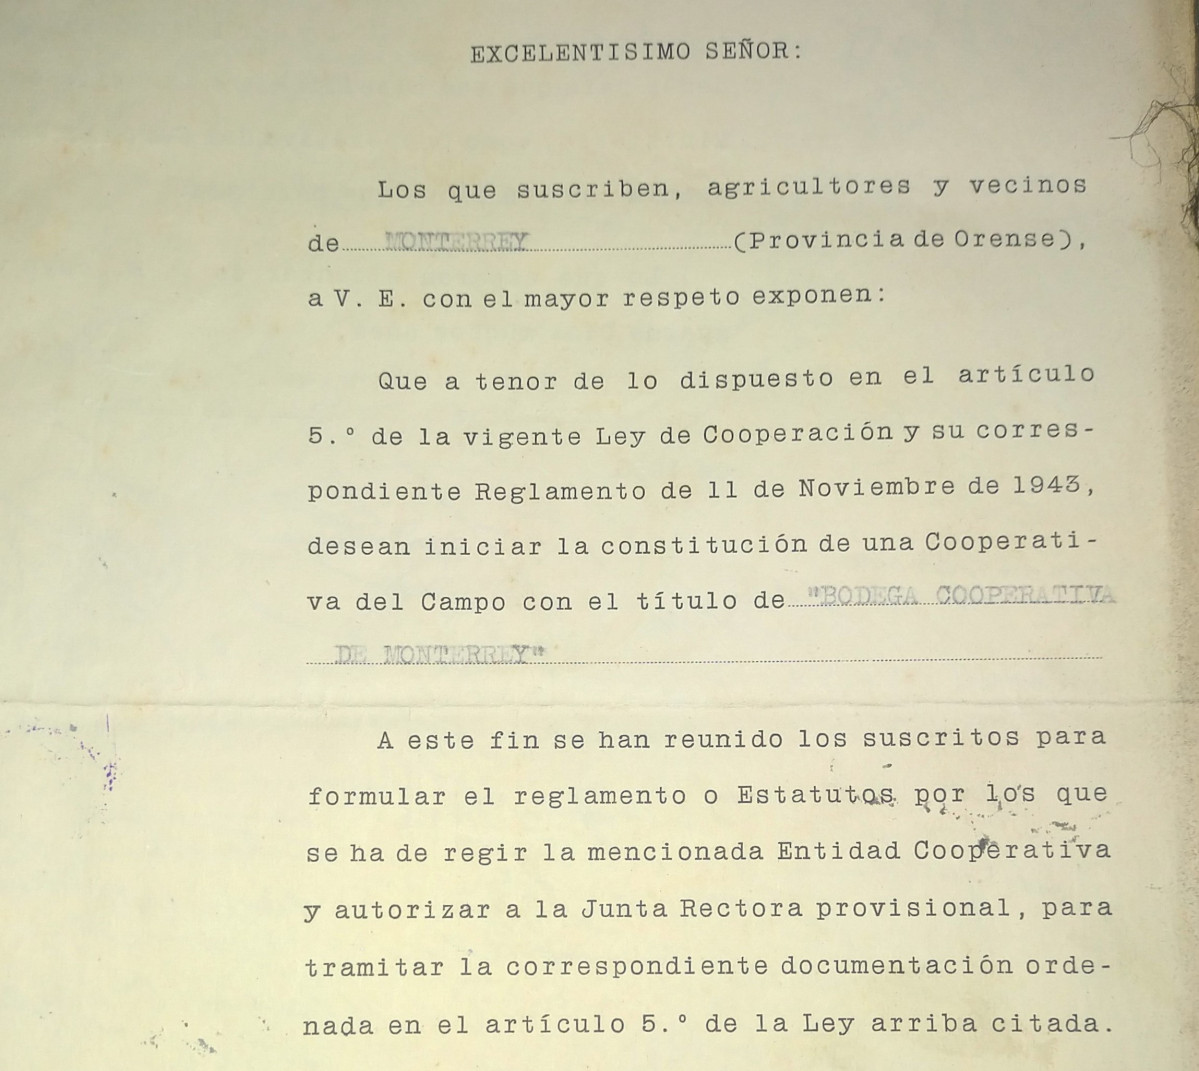 EXCELENTISIMO SEÑOR:
Los que suscriben, agricultores y vecinos
de MONTERREY (Provincia de Orense),
a V. E. con el mayor respeto exponen:
Que a tenor de lo dispuesto en el artículo
5.º de la vigente Ley de Cooperación y su corres-
pondiente Reglamento de 11 de Noviembre de 1943,
desean iniciar la constitución de una Cooperati-
va del Campo con el título de "BODEGA COOPERATIVA
DE MONTERREY"
A este fin se han reunido los suscritos para
formular el reglamento o Estatutos por los que
se ha de regir la mencionada Entidad Cooperativa
y autorizar a la Junta Rectora provisional, para
tramitar la correspondiente documentación orde-
nada en el artículo 5.º de la Ley arriba citada.